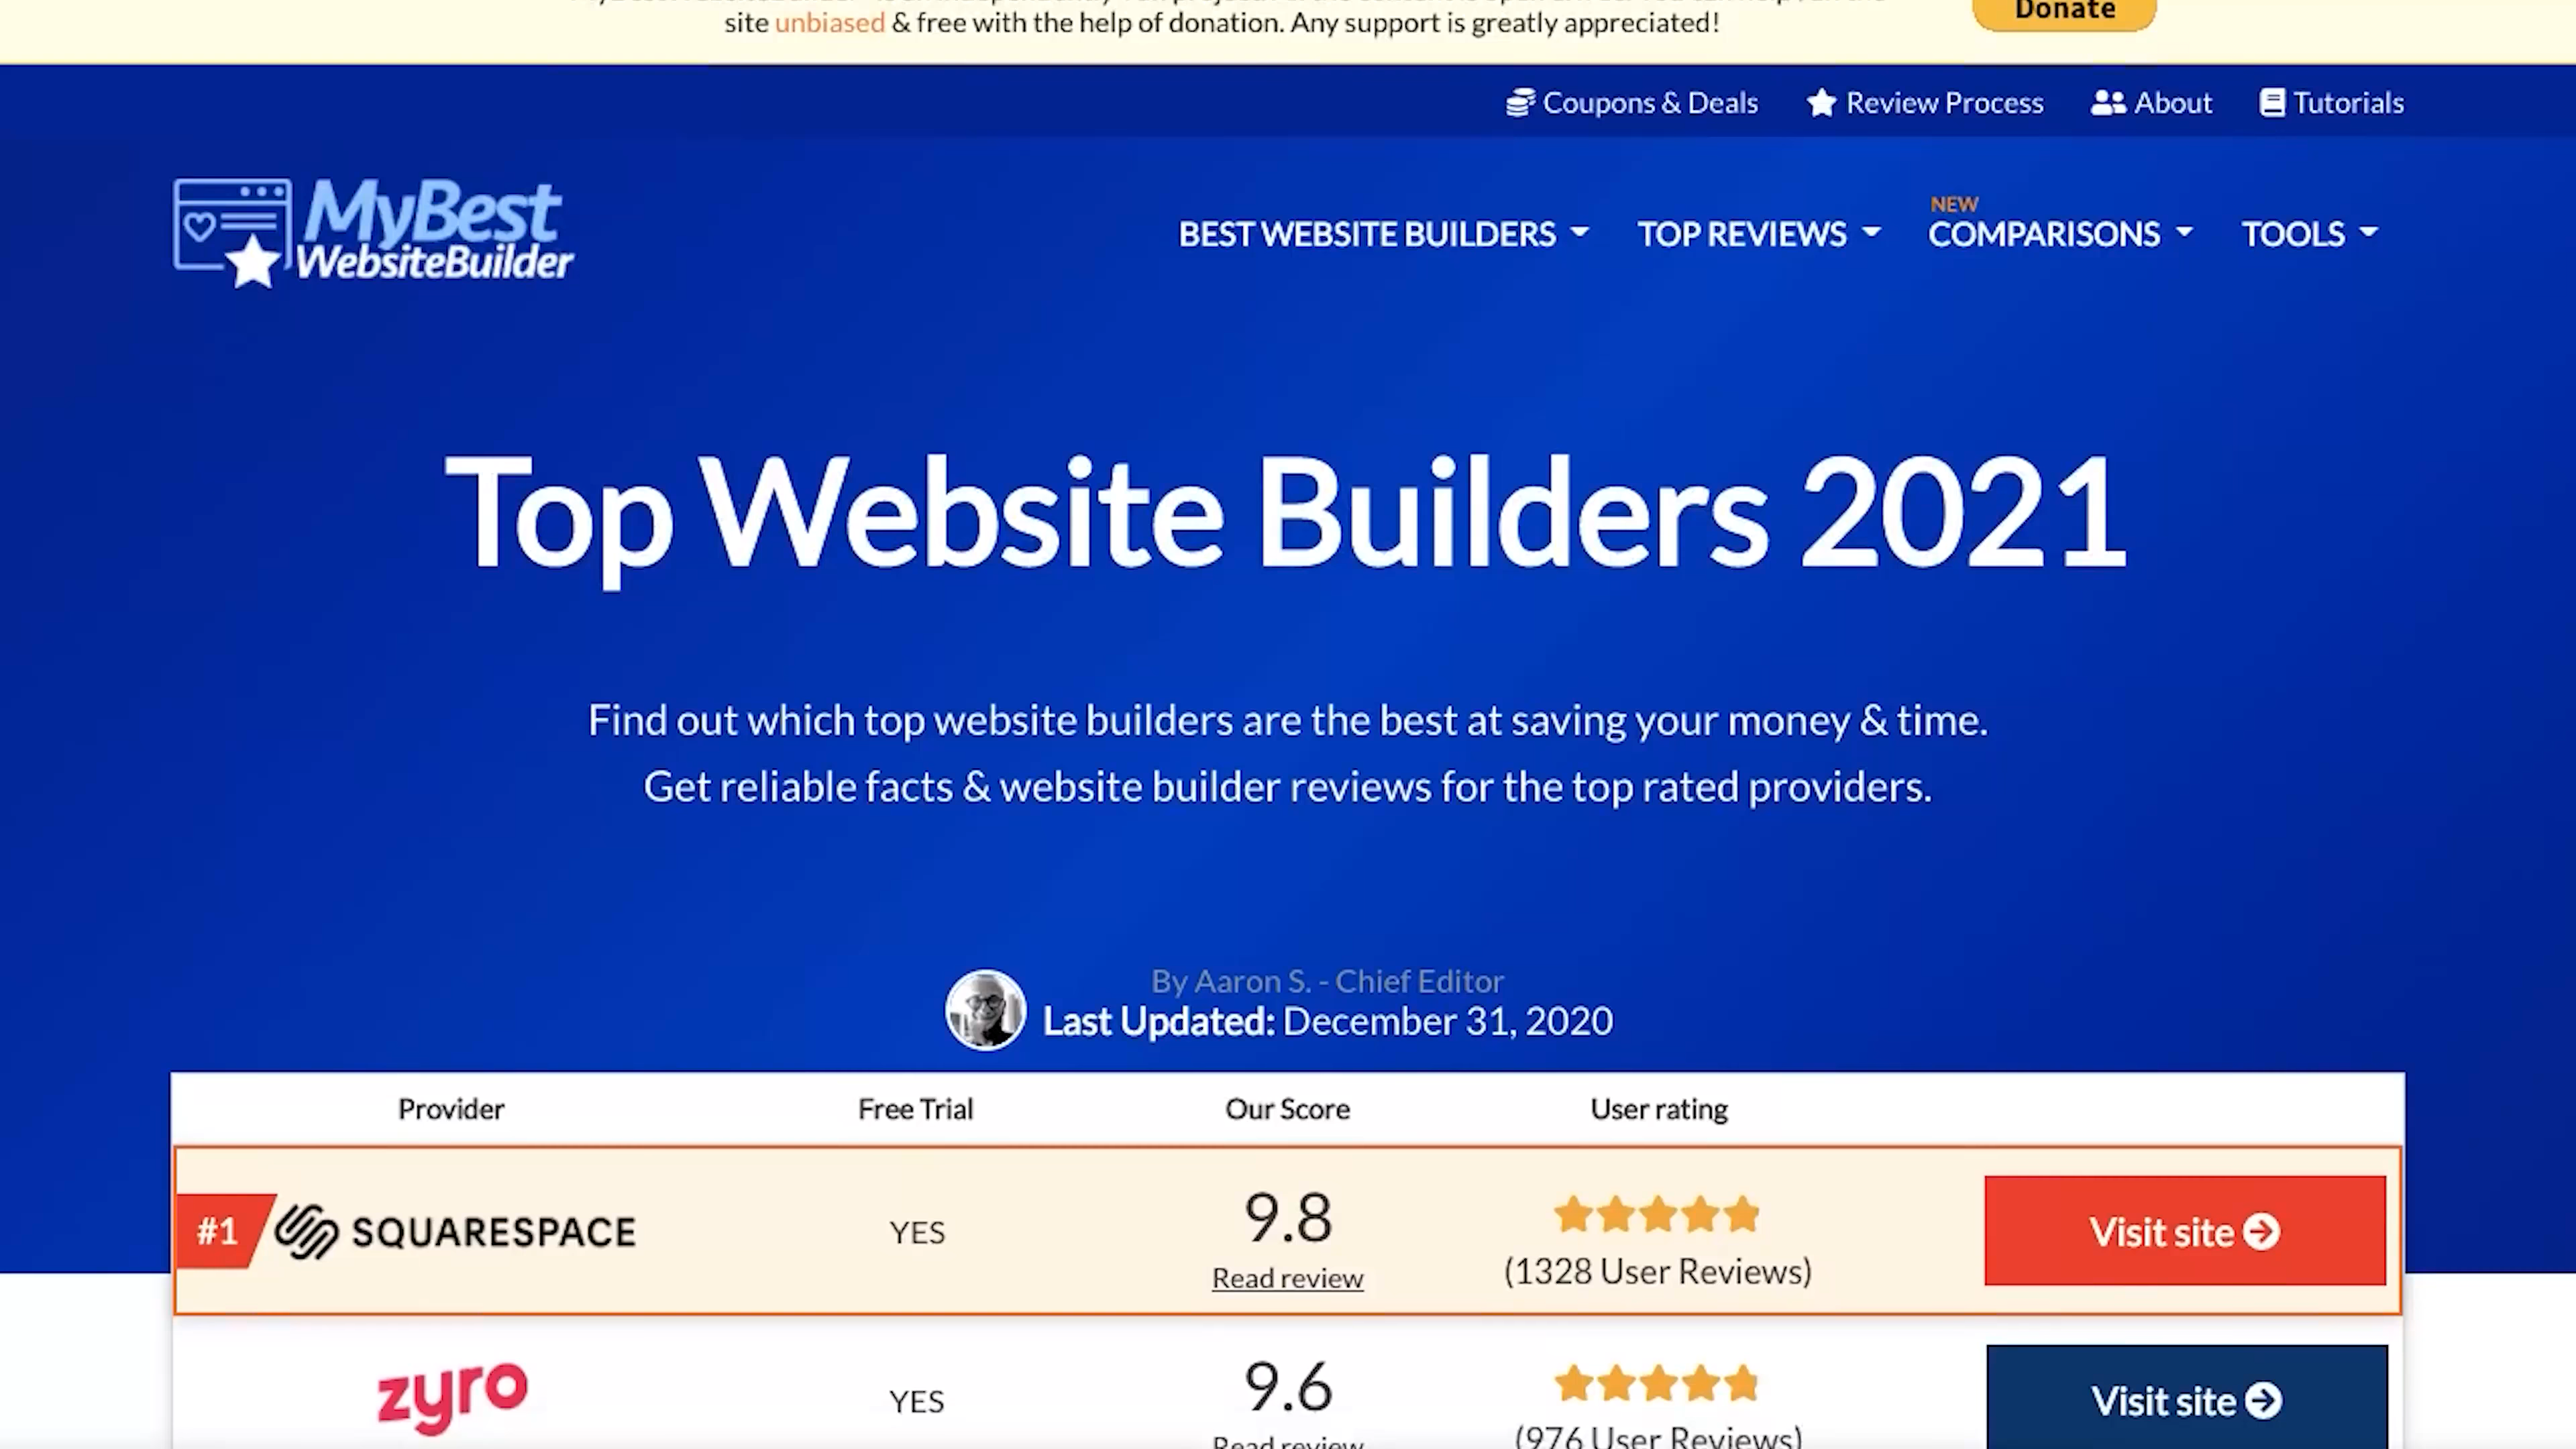 site unbiased & free with the help of donation. Any support is greatly appreciated!
Donate
Coupons & Deals
Review Process
About
Tutorials
MyBest
WebsiteBuilder
BEST WEBSITE BUILDERS
TOP REVIEWS
NEW
COMPARISONS
TOOLS
Top Website Builders 2021
Find out which top website builders are the best at saving your money & time.
Get reliable facts & website builder reviews for the top rated providers.
By Aaron S. - Chief Editor
Last Updated: December 31, 2020
Provider Free Trial Our Score User rating
#1 SQUARESPACE YES 9.8 Visit site
Read review (1328 User Reviews)
zyro YES 9.6 Visit site
Read review (976 User Reviews)